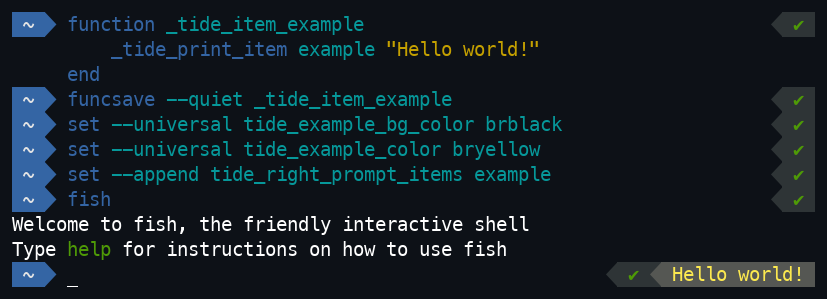 ~ function _tide_item_example ✔
_tide_print_item example "Hello world!"
end
~ funcsave --quiet _tide_item_example ✔
~ set --universal tide_example_bg_color brblack ✔
~ set --universal tide_example_color bryellow ✔
~ set --append tide_right_prompt_items example ✔
~ fish ✔
Welcome to fish, the friendly interactive shell
Type help for instructions on how to use fish
~ _ ✔ Hello world!